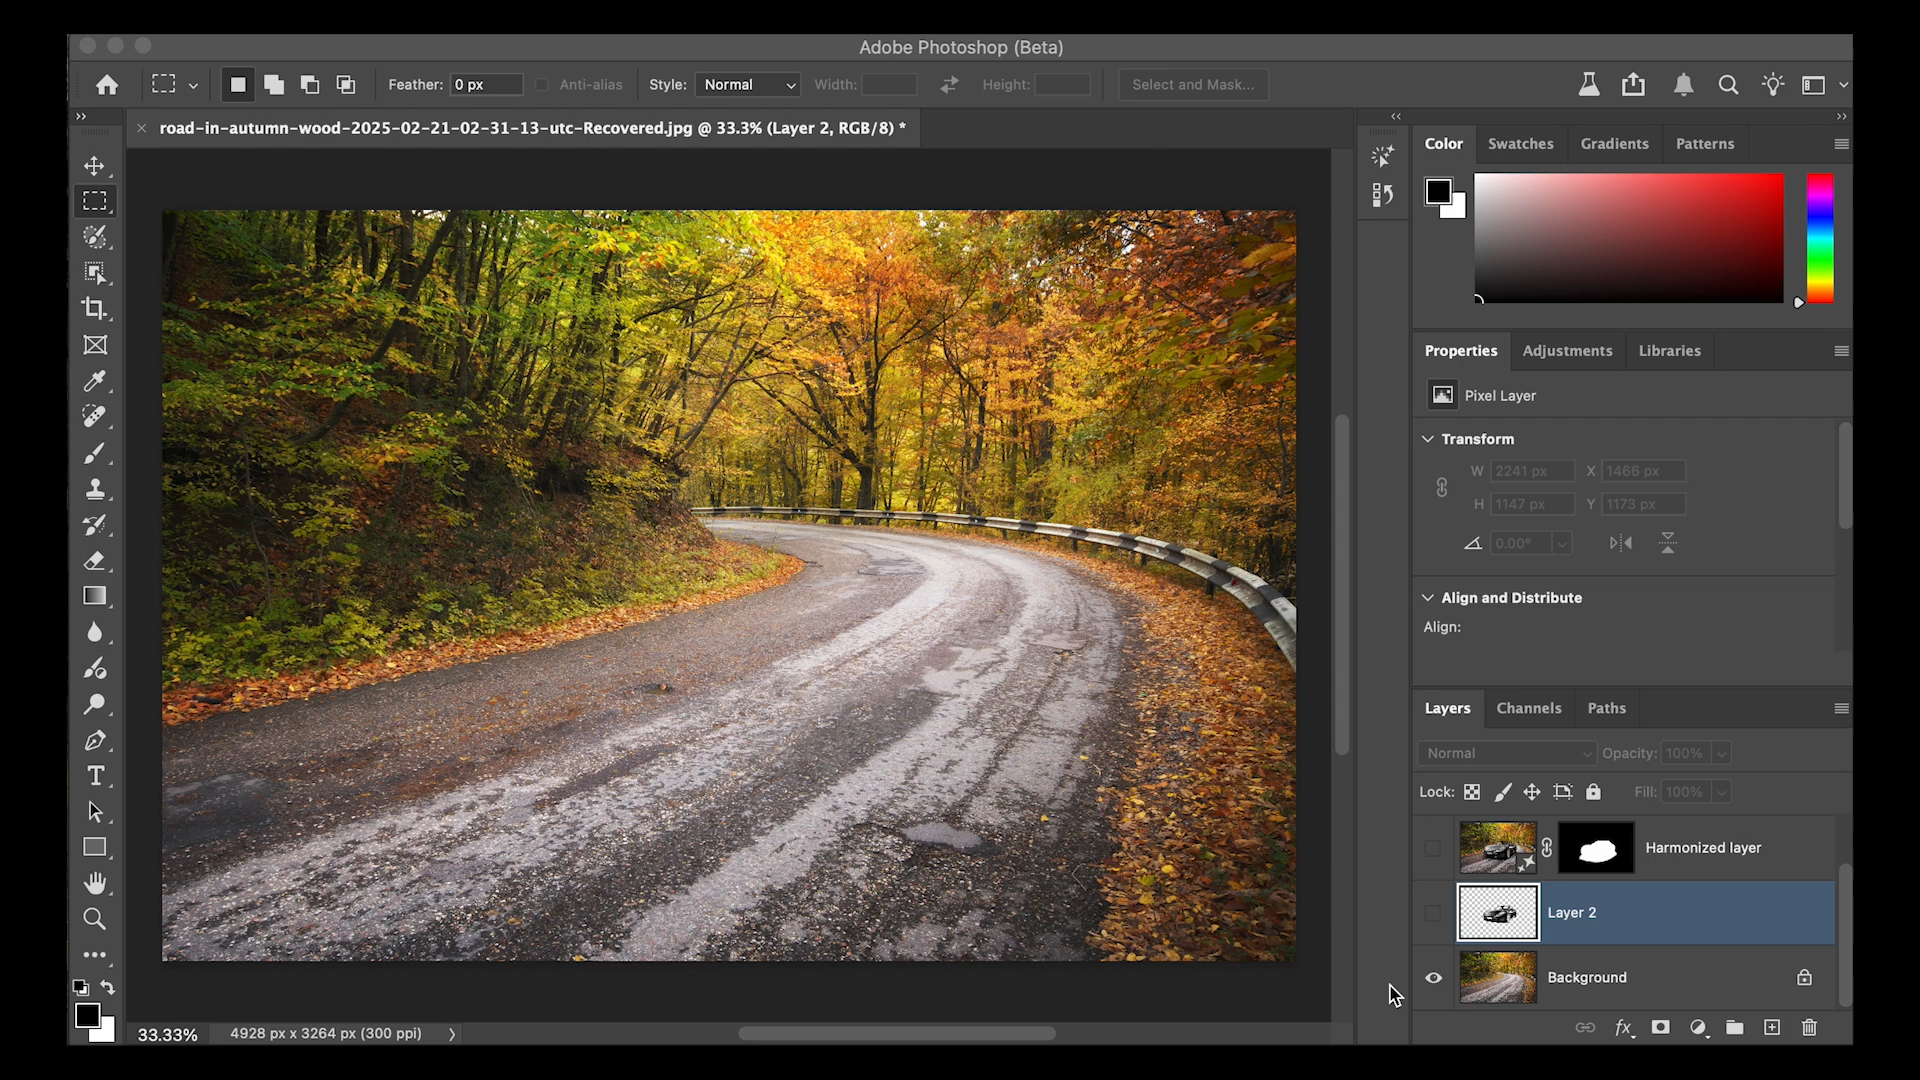 Adobe Photoshop (Beta)
Feather: 0 px Anti-alias Style: Normal Width: Height: Select and Mask...
road-in-autumn-wood-2025-02-21-02-31-13-utc-Recovered.jpg @ 33.3% (Layer 2, RGB/8) *
Color Swatches Gradients Patterns
Properties Adjustments Libraries
Pixel Layer
Transform
W 2241 px X 1466 px
H 1147 px Y 1173 px
0.00°
Align and Distribute
Align:
Layers Channels Paths
Normal Opacity: 100%
Lock: Fill: 100%
Harmonized layer
Layer 2
Background
fx
33.33% 4928 px x 3264 px (300 ppi)